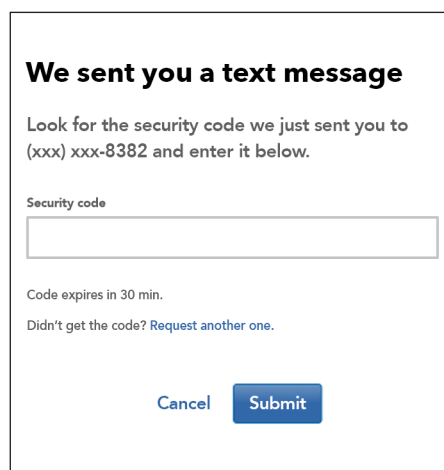 We sent you a text message
Look for the security code we just sent you to
(xxx) xxx-8382 and enter it below.
Security code
Code expires in 30 min.
Didn't get the code? Request another one.
Cancel Submit